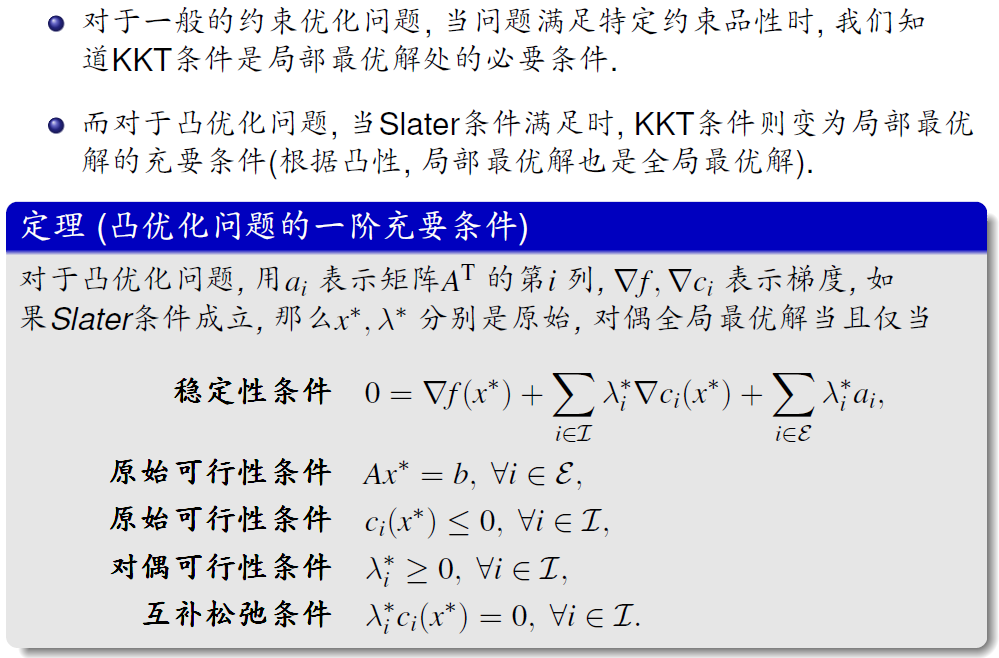 对于一般的约束优化问题, 当问题满足特定约束品性时, 我们知
道KKT条件是局部最优解处的必要条件.
而对于凸优化问题, 当Slater条件满足时, KKT条件则变为局部最优
解的充要条件(根据凸性, 局部最优解也是全局最优解).
定理 (凸优化问题的一阶充要条件)
对于凸优化问题, 用$a_i$ 表示矩阵$A^{\mathrm{T}}$ 的第$i$ 列, $\nabla f, \nabla c_i$ 表示梯度, 如
果Slater条件成立, 那么$x^*, \lambda^*$ 分别是原始, 对偶全局最优解当且仅当
稳定性条件 $0 = \nabla f(x^*) + \sum_{i \in \mathcal{I}} \lambda_i^* \nabla c_i(x^*) + \sum_{i \in \mathcal{E}} \lambda_i^* a_i,$
原始可行性条件 $Ax^* = b, \ \forall i \in \mathcal{E},$
原始可行性条件 $c_i(x^*) \leq 0, \ \forall i \in \mathcal{I},$
对偶可行性条件 $\lambda_i^* \geq 0, \ \forall i \in \mathcal{I},$
互补松弛条件 $\lambda_i^* c_i(x^*) = 0, \ \forall i \in \mathcal{I}.$